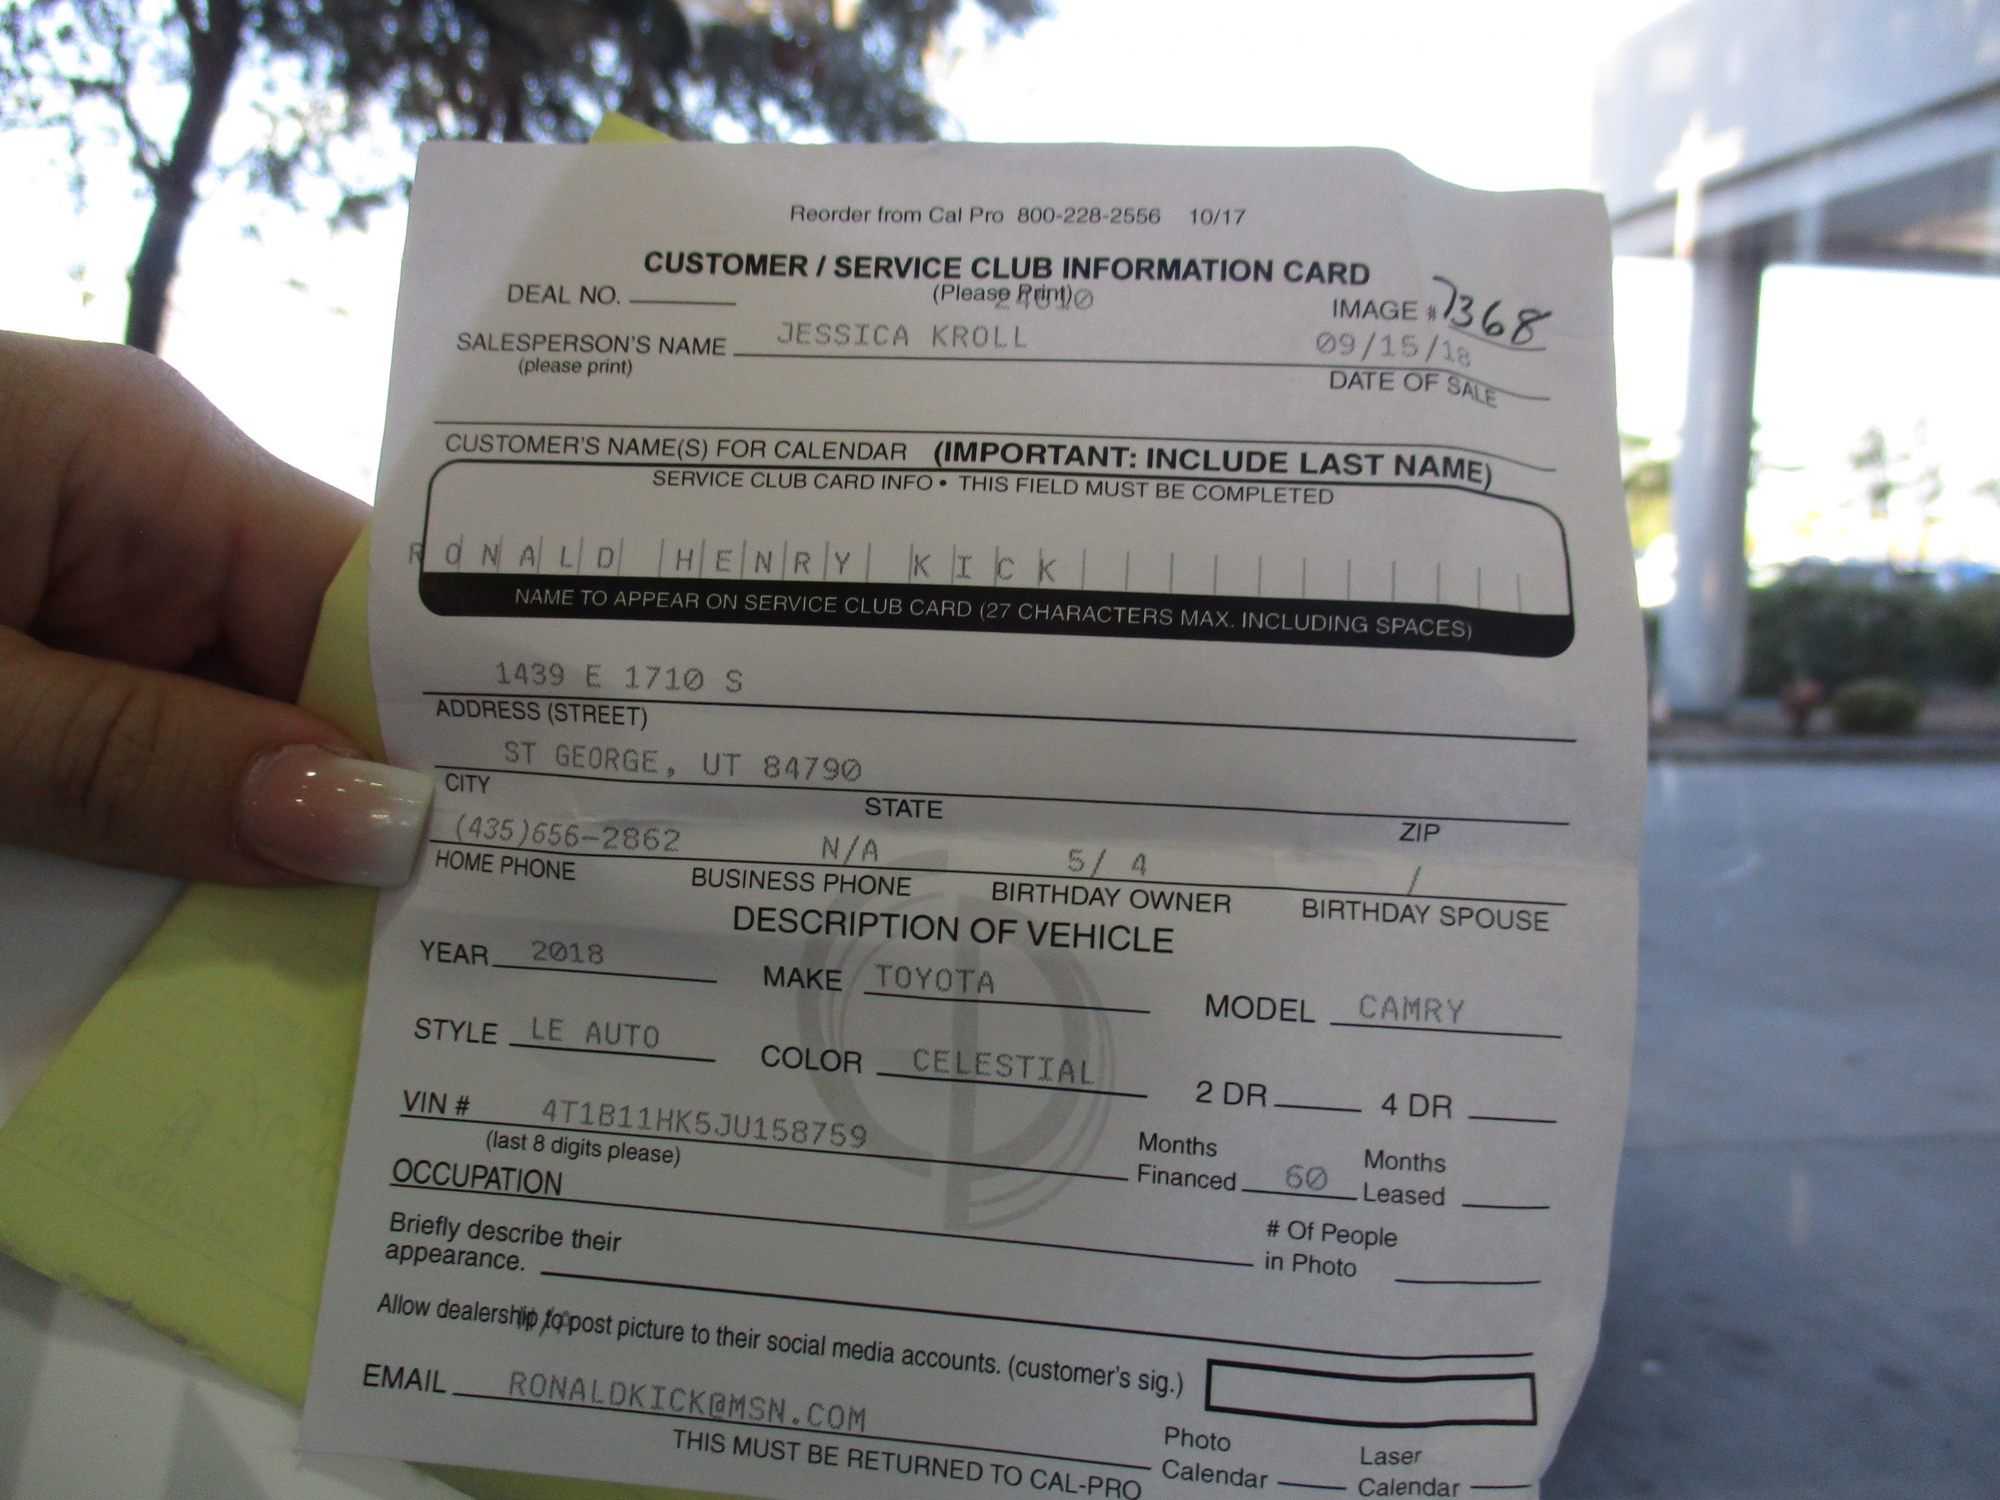 Reorder from Cal Pro 800-228-2556 10/17
CUSTOMER / SERVICE CLUB INFORMATION CARD
(Please Print)
DEAL NO.
IMAGE # 7368
SALESPERSON'S NAME JESSICA KROLL 09/15/18
(please print) DATE OF SALE
CUSTOMER'S NAME(S) FOR CALENDAR (IMPORTANT: INCLUDE LAST NAME)
SERVICE CLUB CARD INFO • THIS FIELD MUST BE COMPLETED
RONALD HENRY KICK
NAME TO APPEAR ON SERVICE CLUB CARD (27 CHARACTERS MAX. INCLUDING SPACES)
1439 E 1710 S
ADDRESS (STREET)
ST GEORGE, UT 84790
CITY STATE ZIP
(435)656-2862 N/A 5/ 4 /
HOME PHONE BUSINESS PHONE BIRTHDAY OWNER BIRTHDAY SPOUSE
DESCRIPTION OF VEHICLE
YEAR 2018 MAKE TOYOTA MODEL CAMRY
STYLE LE AUTO COLOR CELESTIAL 2 DR 4 DR
VIN # 4T1B11HK5JU158759
(last 8 digits please)
Months Financed 60 Months Leased
OCCUPATION
# Of People in Photo
Briefly describe their
appearance.
Allow dealership to post picture to their social media accounts. (customer's sig.)
EMAIL RONALDKICK@MSN.COM
THIS MUST BE RETURNED TO CAL-PRO
Photo Calendar Laser Calendar